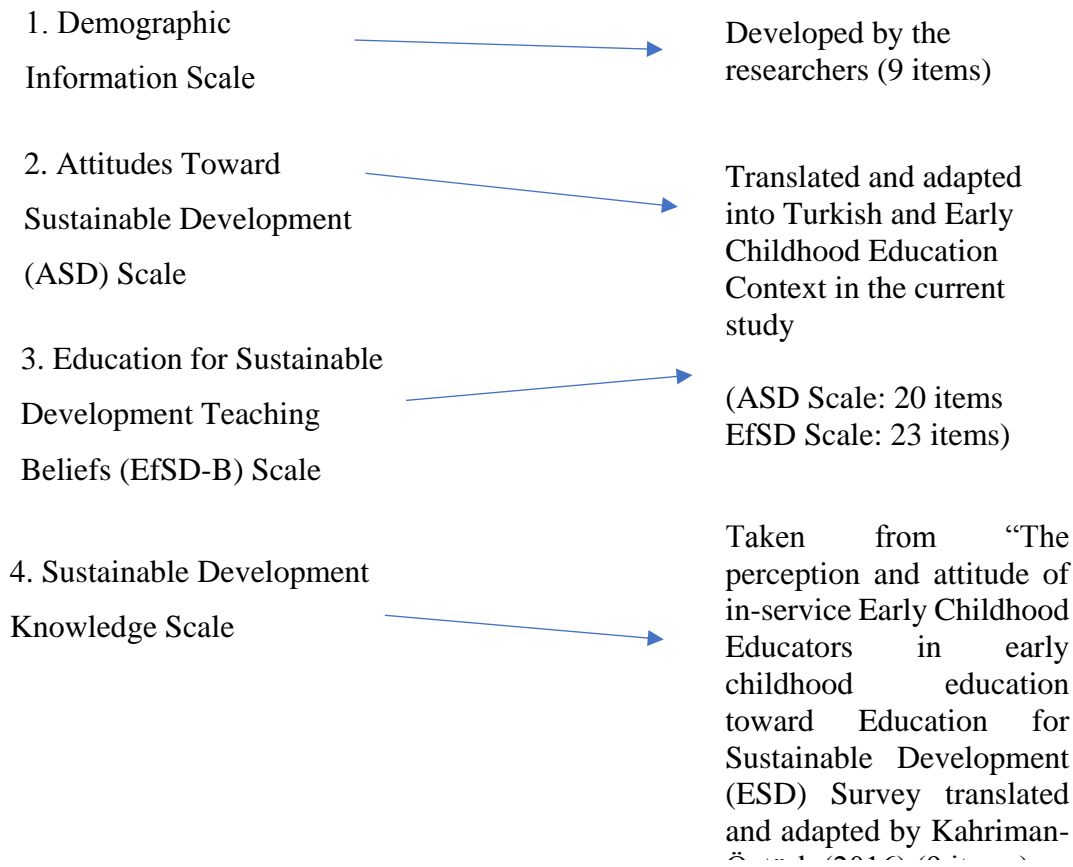 1. Demographic
Information Scale
Developed by the
researchers (9 items)
2. Attitudes Toward
Sustainable Development
(ASD) Scale
Translated and adapted
into Turkish and Early
Childhood Education
Context in the current
study
3. Education for Sustainable
Development Teaching
Beliefs (EfSD-B) Scale
(ASD Scale: 20 items
EfSD Scale: 23 items)
4. Sustainable Development
Knowledge Scale
Taken from “The
perception and attitude of
in-service Early Childhood
Educators in early
childhood education
toward Education for
Sustainable Development
(ESD) Survey translated
and adapted by Kahriman-